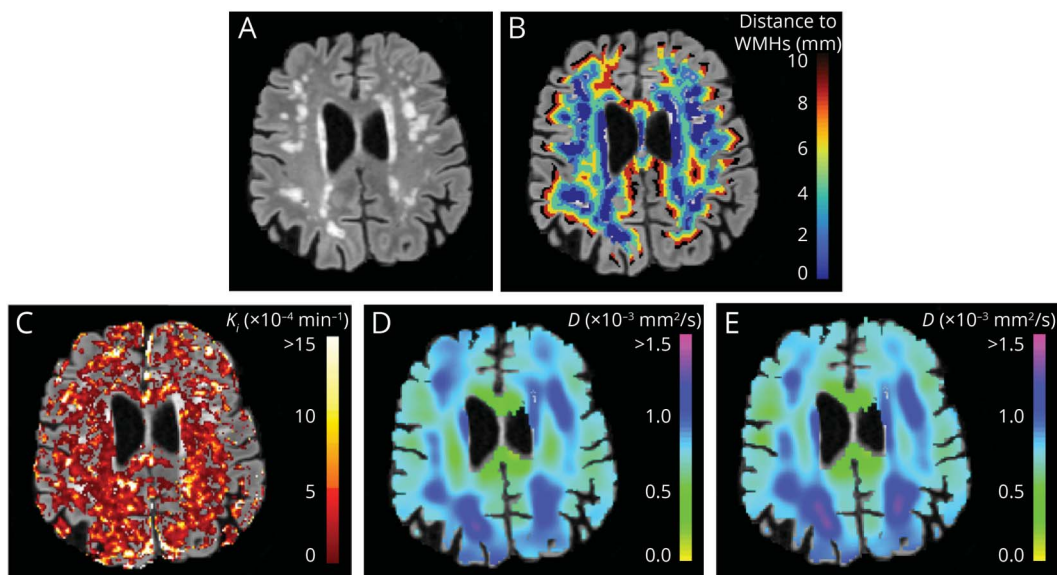 A
B
Distance to
WMHs (mm)
10
8
6
4
2
0
C
Kᵢ (×10⁻⁴ min⁻¹)
>15
10
5
0
D
D (×10⁻³ mm²/s)
>1.5
1.0
0.5
0.0
E
D (×10⁻³ mm²/s)
>1.5
1.0
0.5
0.0